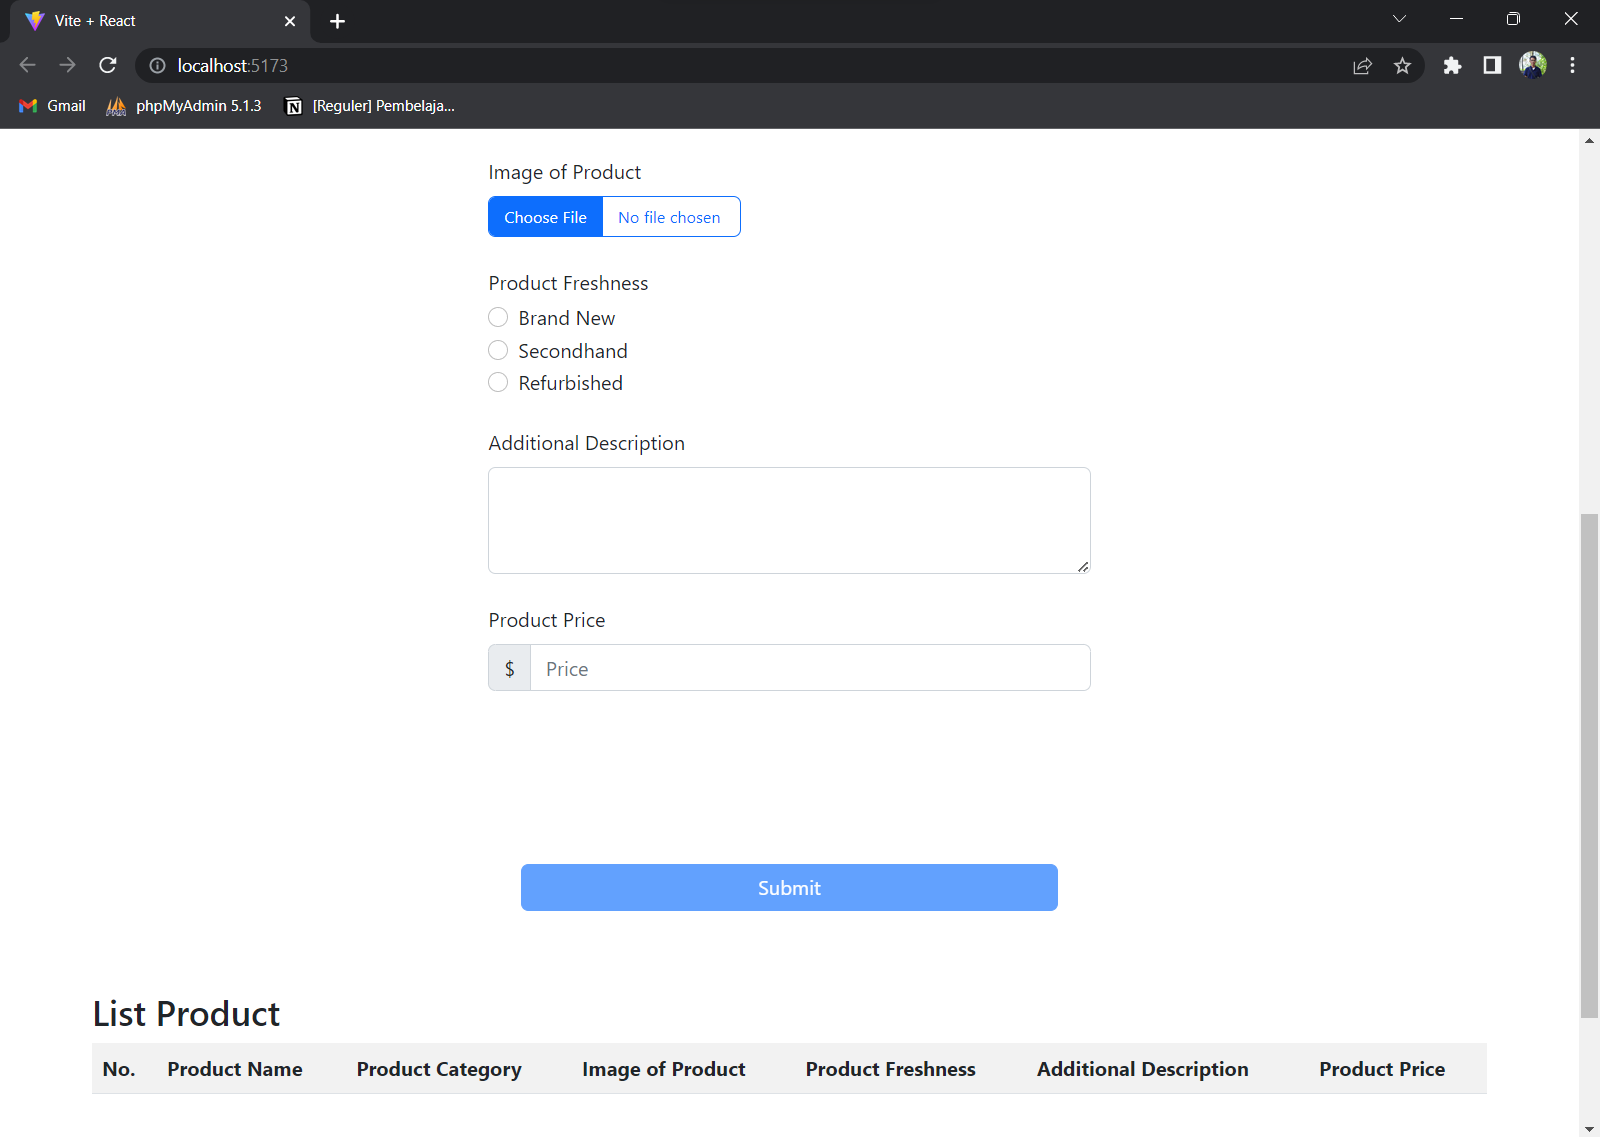 Vite + React
localhost:5173
Gmail
phpMyAdmin 5.1.3
[Reguler] Pembelaja...
Image of Product
Choose File No file chosen
Product Freshness
Brand New
Secondhand
Refurbished
Additional Description
Product Price
$ Price
Submit
List Product
No. Product Name Product Category Image of Product Product Freshness Additional Description Product Price